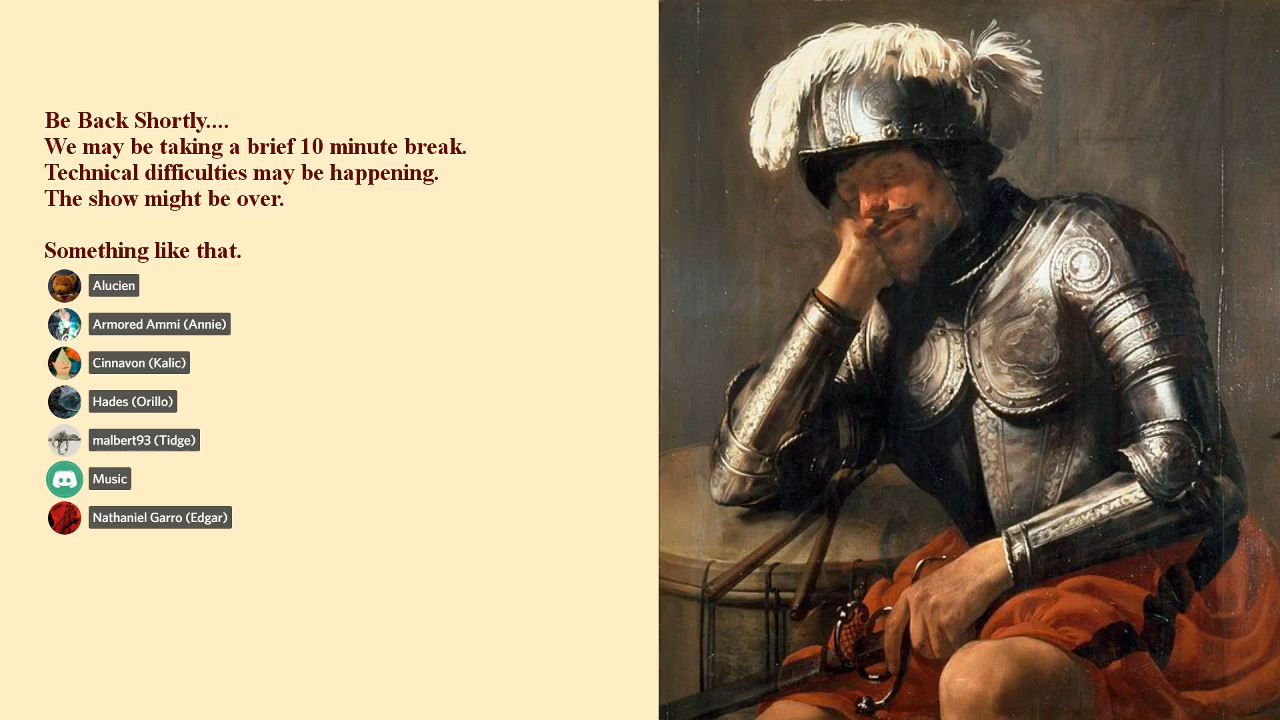 Be Back Shortly....
We may be taking a brief 10 minute break.
Technical difficulties may be happening.
The show might be over.
Something like that.
Alucien
Armored Ammi (Annie)
Cinnavon (Kalic)
Hades (Orillo)
malbert93 (Tidge)
Music
Nathaniel Garro (Edgar)